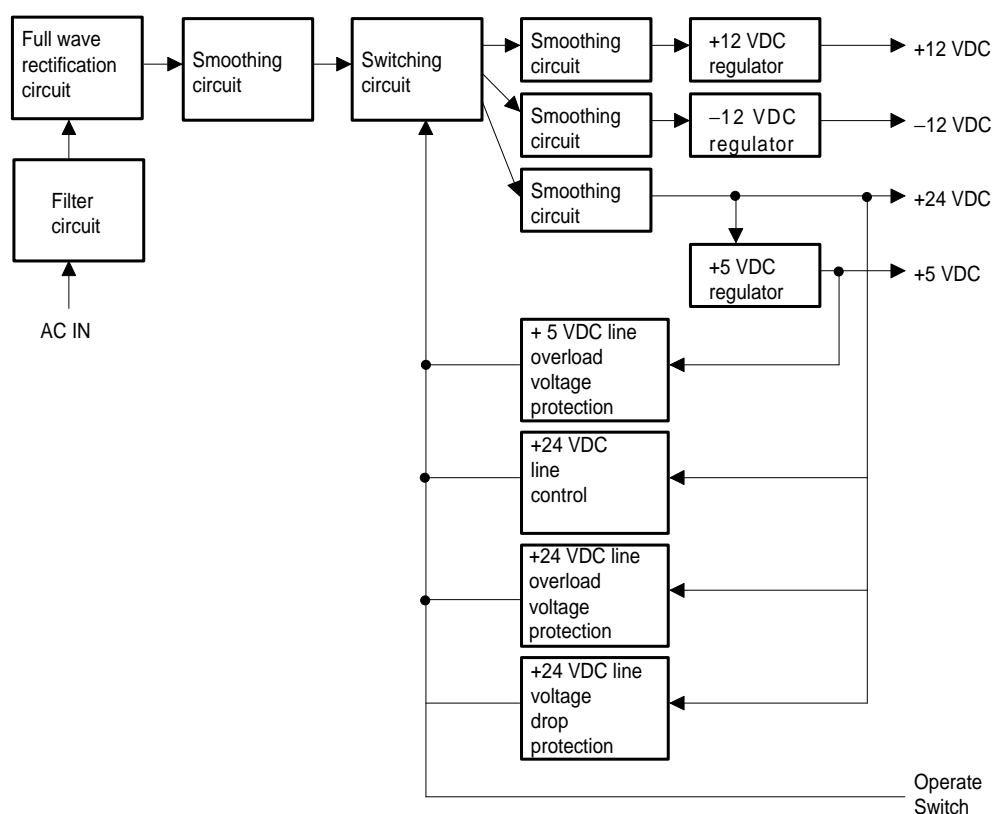 Full wave
rectification
circuit
Smoothing
circuit
Switching
circuit
Smoothing
circuit
+12 VDC
regulator
+12 VDC
Smoothing
circuit
–12 VDC
regulator
–12 VDC
Smoothing
circuit
+24 VDC
Filter
circuit
+5 VDC
regulator
+5 VDC
AC IN
+ 5 VDC line
overload
voltage
protection
+24 VDC
line
control
+24 VDC line
overload
voltage
protection
+24 VDC line
voltage
drop
protection
Operate
Switch